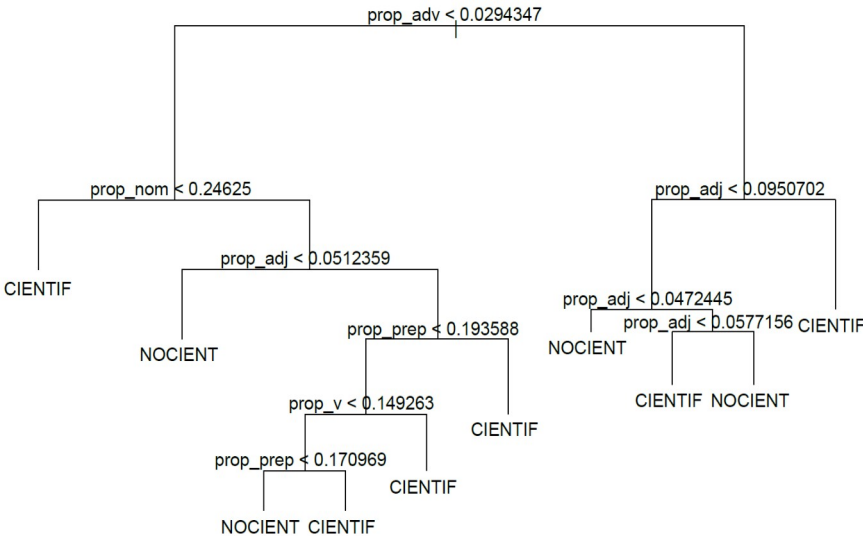 prop_adv < 0.0294347
prop_nom < 0.24625
prop_adj < 0.0950702
prop_adj < 0.0512359
CIENTIF
prop_adj < 0.0472445
prop_adj < 0.0577156
CIENTIF
prop_prep < 0.193588
NOCIENT
NOCIENT
prop_v < 0.149263
CIENTIF NOCIENT
CIENTIF
prop_prep < 0.170969
CIENTIF
NOCIENT CIENTIF